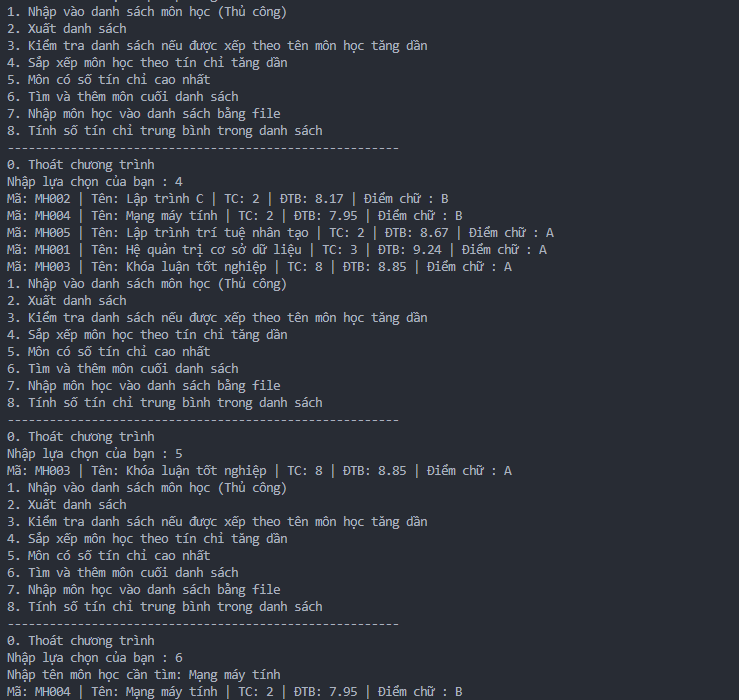 1. Nhập vào danh sách môn học (Thủ công)
2. Xuất danh sách
3. Kiểm tra danh sách nếu được xếp theo tên môn học tăng dần
4. Sắp xếp môn học theo tín chỉ tăng dần
5. Môn có số tín chỉ cao nhất
6. Tìm và thêm môn cuối danh sách
7. Nhập môn học vào danh sách bằng file
8. Tính số tín chỉ trung bình trong danh sách
--------------------------------------------------------
0. Thoát chương trình
Nhập lựa chọn của bạn : 4
Mã: MH002 | Tên: Lập trình C | TC: 2 | ĐTB: 8.17 | Điểm chữ : B
Mã: MH004 | Tên: Mạng máy tính | TC: 2 | ĐTB: 7.95 | Điểm chữ : B
Mã: MH005 | Tên: Lập trình trí tuệ nhân tạo | TC: 2 | ĐTB: 8.67 | Điểm chữ : A
Mã: MH001 | Tên: Hệ quản trị cơ sở dữ liệu | TC: 3 | ĐTB: 9.24 | Điểm chữ : A
Mã: MH003 | Tên: Khóa luận tốt nghiệp | TC: 8 | ĐTB: 8.85 | Điểm chữ : A
1. Nhập vào danh sách môn học (Thủ công)
2. Xuất danh sách
3. Kiểm tra danh sách nếu được xếp theo tên môn học tăng dần
4. Sắp xếp môn học theo tín chỉ tăng dần
5. Môn có số tín chỉ cao nhất
6. Tìm và thêm môn cuối danh sách
7. Nhập môn học vào danh sách bằng file
8. Tính số tín chỉ trung bình trong danh sách
--------------------------------------------------------
0. Thoát chương trình
Nhập lựa chọn của bạn : 5
Mã: MH003 | Tên: Khóa luận tốt nghiệp | TC: 8 | ĐTB: 8.85 | Điểm chữ : A
1. Nhập vào danh sách môn học (Thủ công)
2. Xuất danh sách
3. Kiểm tra danh sách nếu được xếp theo tên môn học tăng dần
4. Sắp xếp môn học theo tín chỉ tăng dần
5. Môn có số tín chỉ cao nhất
6. Tìm và thêm môn cuối danh sách
7. Nhập môn học vào danh sách bằng file
8. Tính số tín chỉ trung bình trong danh sách
--------------------------------------------------------
0. Thoát chương trình
Nhập lựa chọn của bạn : 6
Nhập tên môn học cần tìm: Mạng máy tính
Mã: MH004 | Tên: Mạng máy tính | TC: 2 | ĐTB: 7.95 | Điểm chữ : B